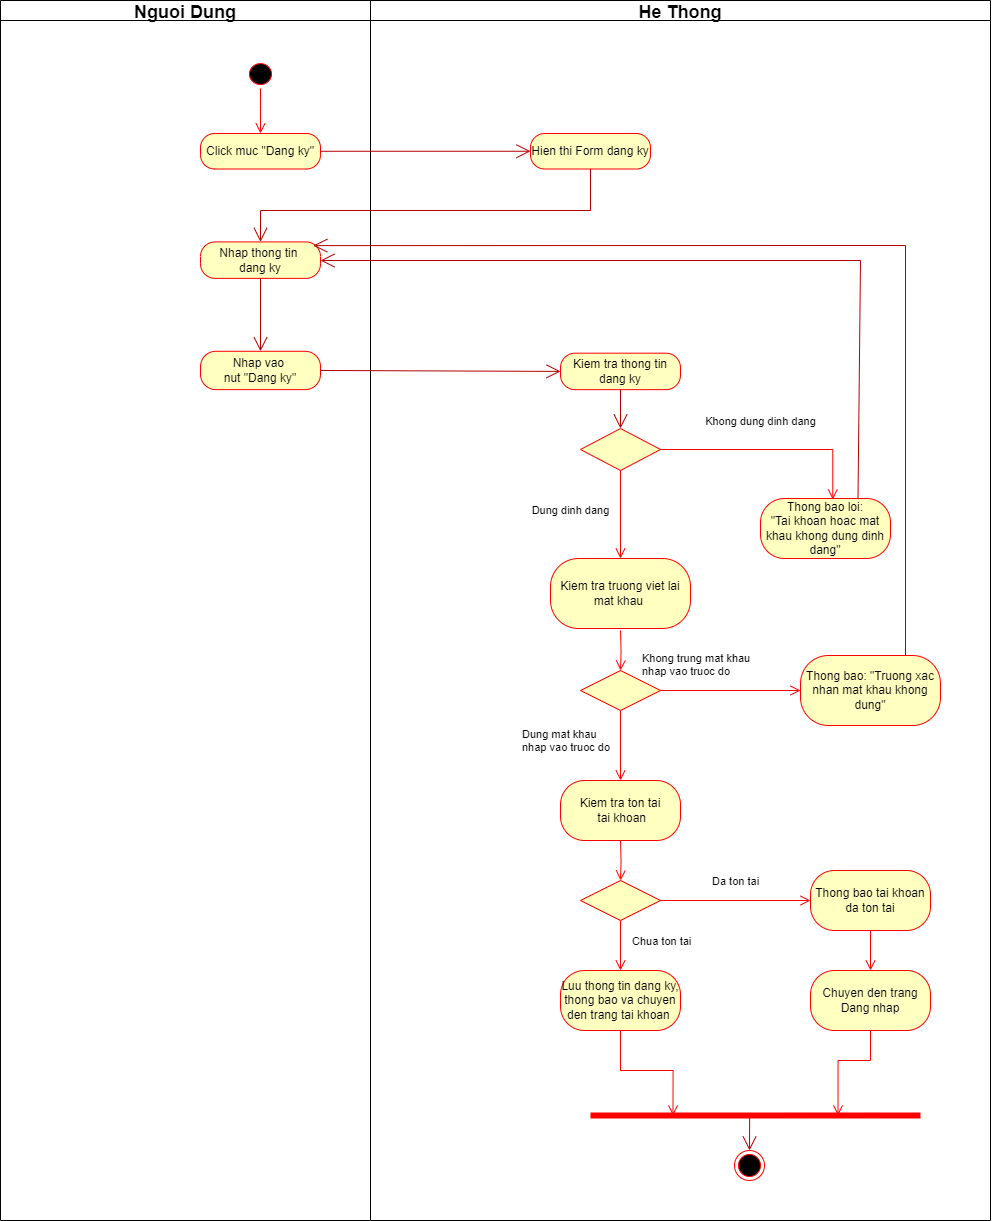 Nguoi Dung
He Thong
Click muc "Dang ky"
Hien thi Form dang ky
Nhap thong tin
dang ky
Nhap vao
nut "Dang ky"
Kiem tra thong tin
dang ky
Khong dung dinh dang
Dung dinh dang
Thong bao loi:
"Tai khoan hoac mat
khau khong dung dinh
dang"
Kiem tra truong viet lai
mat khau
Khong trung mat khau
nhap vao truoc do
Thong bao: "Truong xac
nhan mat khau khong
dung"
Dung mat khau
nhap vao truoc do
Kiem tra ton tai
tai khoan
Da ton tai
Thong bao tai khoan
da ton tai
Chua ton tai
Luu thong tin dang ky,
thong bao va chuyen
den trang tai khoan
Chuyen den trang
Dang nhap